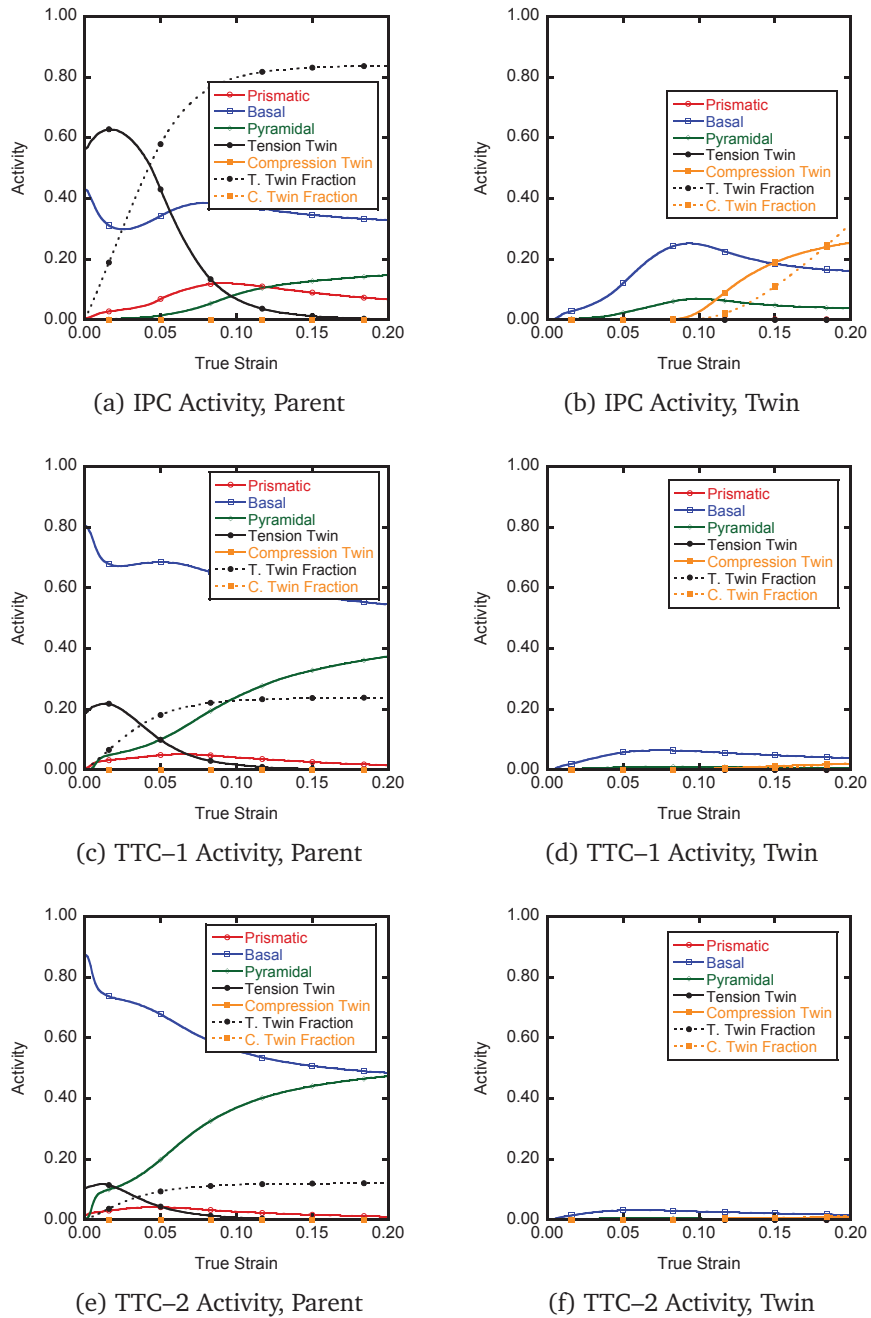 1.00
0.80
0.60
0.40
0.20
0.00
Activity
Prismatic
Basal
Pyramidal
Tension Twin
Compression Twin
T. Twin Fraction
C. Twin Fraction
0.00 0.05 0.10 0.15 0.20
True Strain
(a) IPC Activity, Parent
1.00
0.80
0.60
0.40
0.20
0.00
Activity
Prismatic
Basal
Pyramidal
Tension Twin
Compression Twin
T. Twin Fraction
C. Twin Fraction
0.00 0.05 0.10 0.15 0.20
True Strain
(b) IPC Activity, Twin
1.00
0.80
0.60
0.40
0.20
0.00
Activity
Prismatic
Basal
Pyramidal
Tension Twin
Compression Twin
T. Twin Fraction
C. Twin Fraction
0.00 0.05 0.10 0.15 0.20
True Strain
(c) TTC–1 Activity, Parent
1.00
0.80
0.60
0.40
0.20
0.00
Activity
Prismatic
Basal
Pyramidal
Tension Twin
Compression Twin
T. Twin Fraction
C. Twin Fraction
0.00 0.05 0.10 0.15 0.20
True Strain
(d) TTC–1 Activity, Twin
1.00
0.80
0.60
0.40
0.20
0.00
Activity
Prismatic
Basal
Pyramidal
Tension Twin
Compression Twin
T. Twin Fraction
C. Twin Fraction
0.00 0.05 0.10 0.15 0.20
True Strain
(e) TTC–2 Activity, Parent
1.00
0.80
0.60
0.40
0.20
0.00
Activity
Prismatic
Basal
Pyramidal
Tension Twin
Compression Twin
T. Twin Fraction
C. Twin Fraction
0.00 0.05 0.10 0.15 0.20
True Strain
(f) TTC–2 Activity, Twin